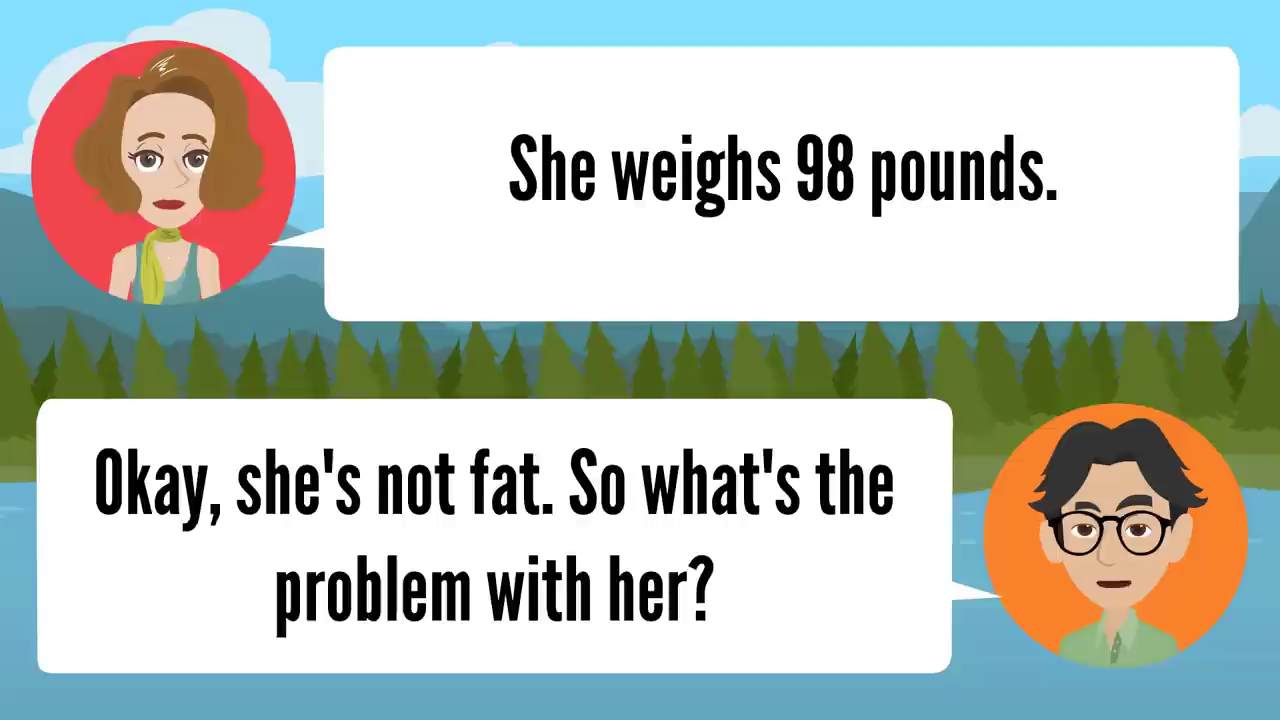 She weighs 98 pounds.
Okay, she's not fat. So what's the
problem with her?